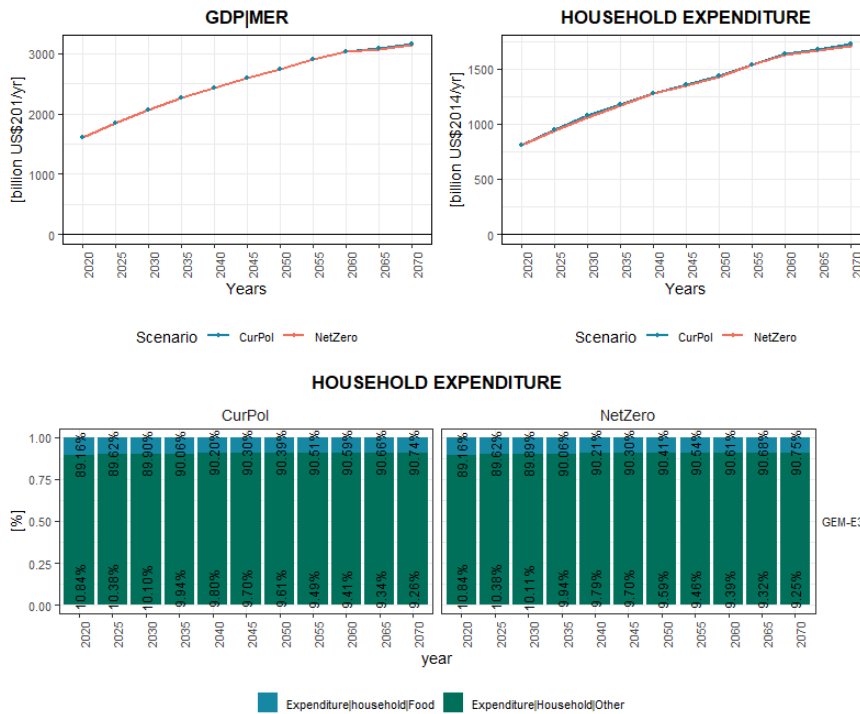 GDP|MER
HOUSEHOLD EXPENDITURE
[billion US$201/yr]
3000
2000
1000
0
2020 2025 2030 2035 2040 2045 2050 2055 2060 2065 2070
Years
Scenario CurPol NetZero
[billion US$2014/yr]
1500
1000
500
0
2020 2025 2030 2035 2040 2045 2050 2055 2060 2065 2070
Years
Scenario CurPol NetZero
HOUSEHOLD EXPENDITURE
CurPol
NetZero
[%]
1.00
0.75
0.50
0.25
0.00
89.16% 89.62% 89.90% 90.06% 90.20% 90.30% 90.39% 90.51% 90.59% 90.66% 90.74%
10.84% 10.38% 10.10% 9.94% 9.80% 9.70% 9.61% 9.49% 9.41% 9.34% 9.26%
2020 2025 2030 2035 2040 2045 2050 2055 2060 2065 2070
89.16% 89.62% 89.89% 90.06% 90.21% 90.30% 90.41% 90.54% 90.61% 90.68% 90.75%
10.84% 10.38% 10.11% 9.94% 9.79% 9.70% 9.59% 9.46% 9.39% 9.32% 9.25%
2020 2025 2030 2035 2040 2045 2050 2055 2060 2065 2070
GEM-E3
year
Expenditure|household|Food Expenditure|Household|Other